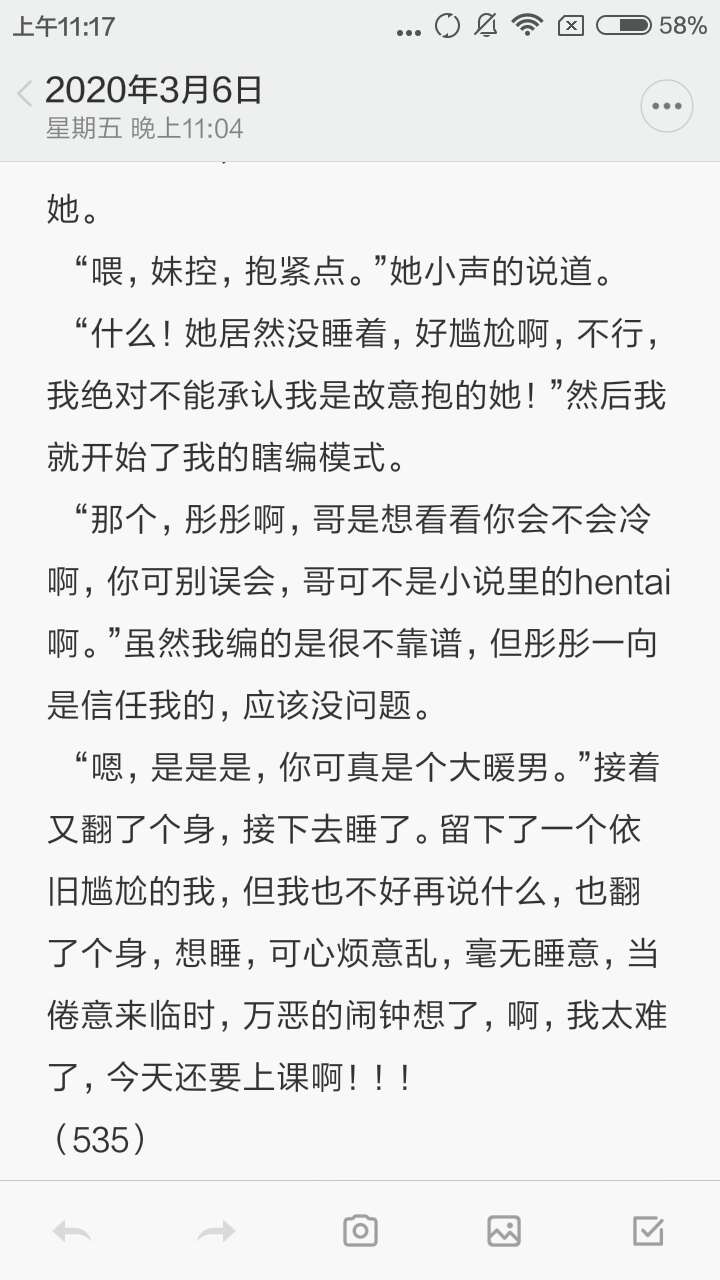 上午11:17
58%
2020年3月6日
星期五 晚上11:04
她。
“喂，妹控，抱紧点。”她小声的说道。
“什么！她居然没睡着，好尴尬啊，不行，
我绝对不能承认我是故意抱的她！”然后我
就开始了我的瞎编模式。
“那个，彤彤啊，哥是想看看你会不会冷
啊，你可别误会，哥可不是小说里的hentai
啊。”虽然我编的是很不靠谱，但彤彤一向
是信任我的，应该没问题。
“嗯，是是是，你可真是个大暖男。”接着
又翻了个身，接下去睡了。留下了一个依
旧尴尬的我，但我也不好再说什么，也翻
了个身，想睡，可心烦意乱，毫无睡意，当
倦意来临时，万恶的闹钟想了，啊，我太难
了，今天还要上课啊！！！
（535）